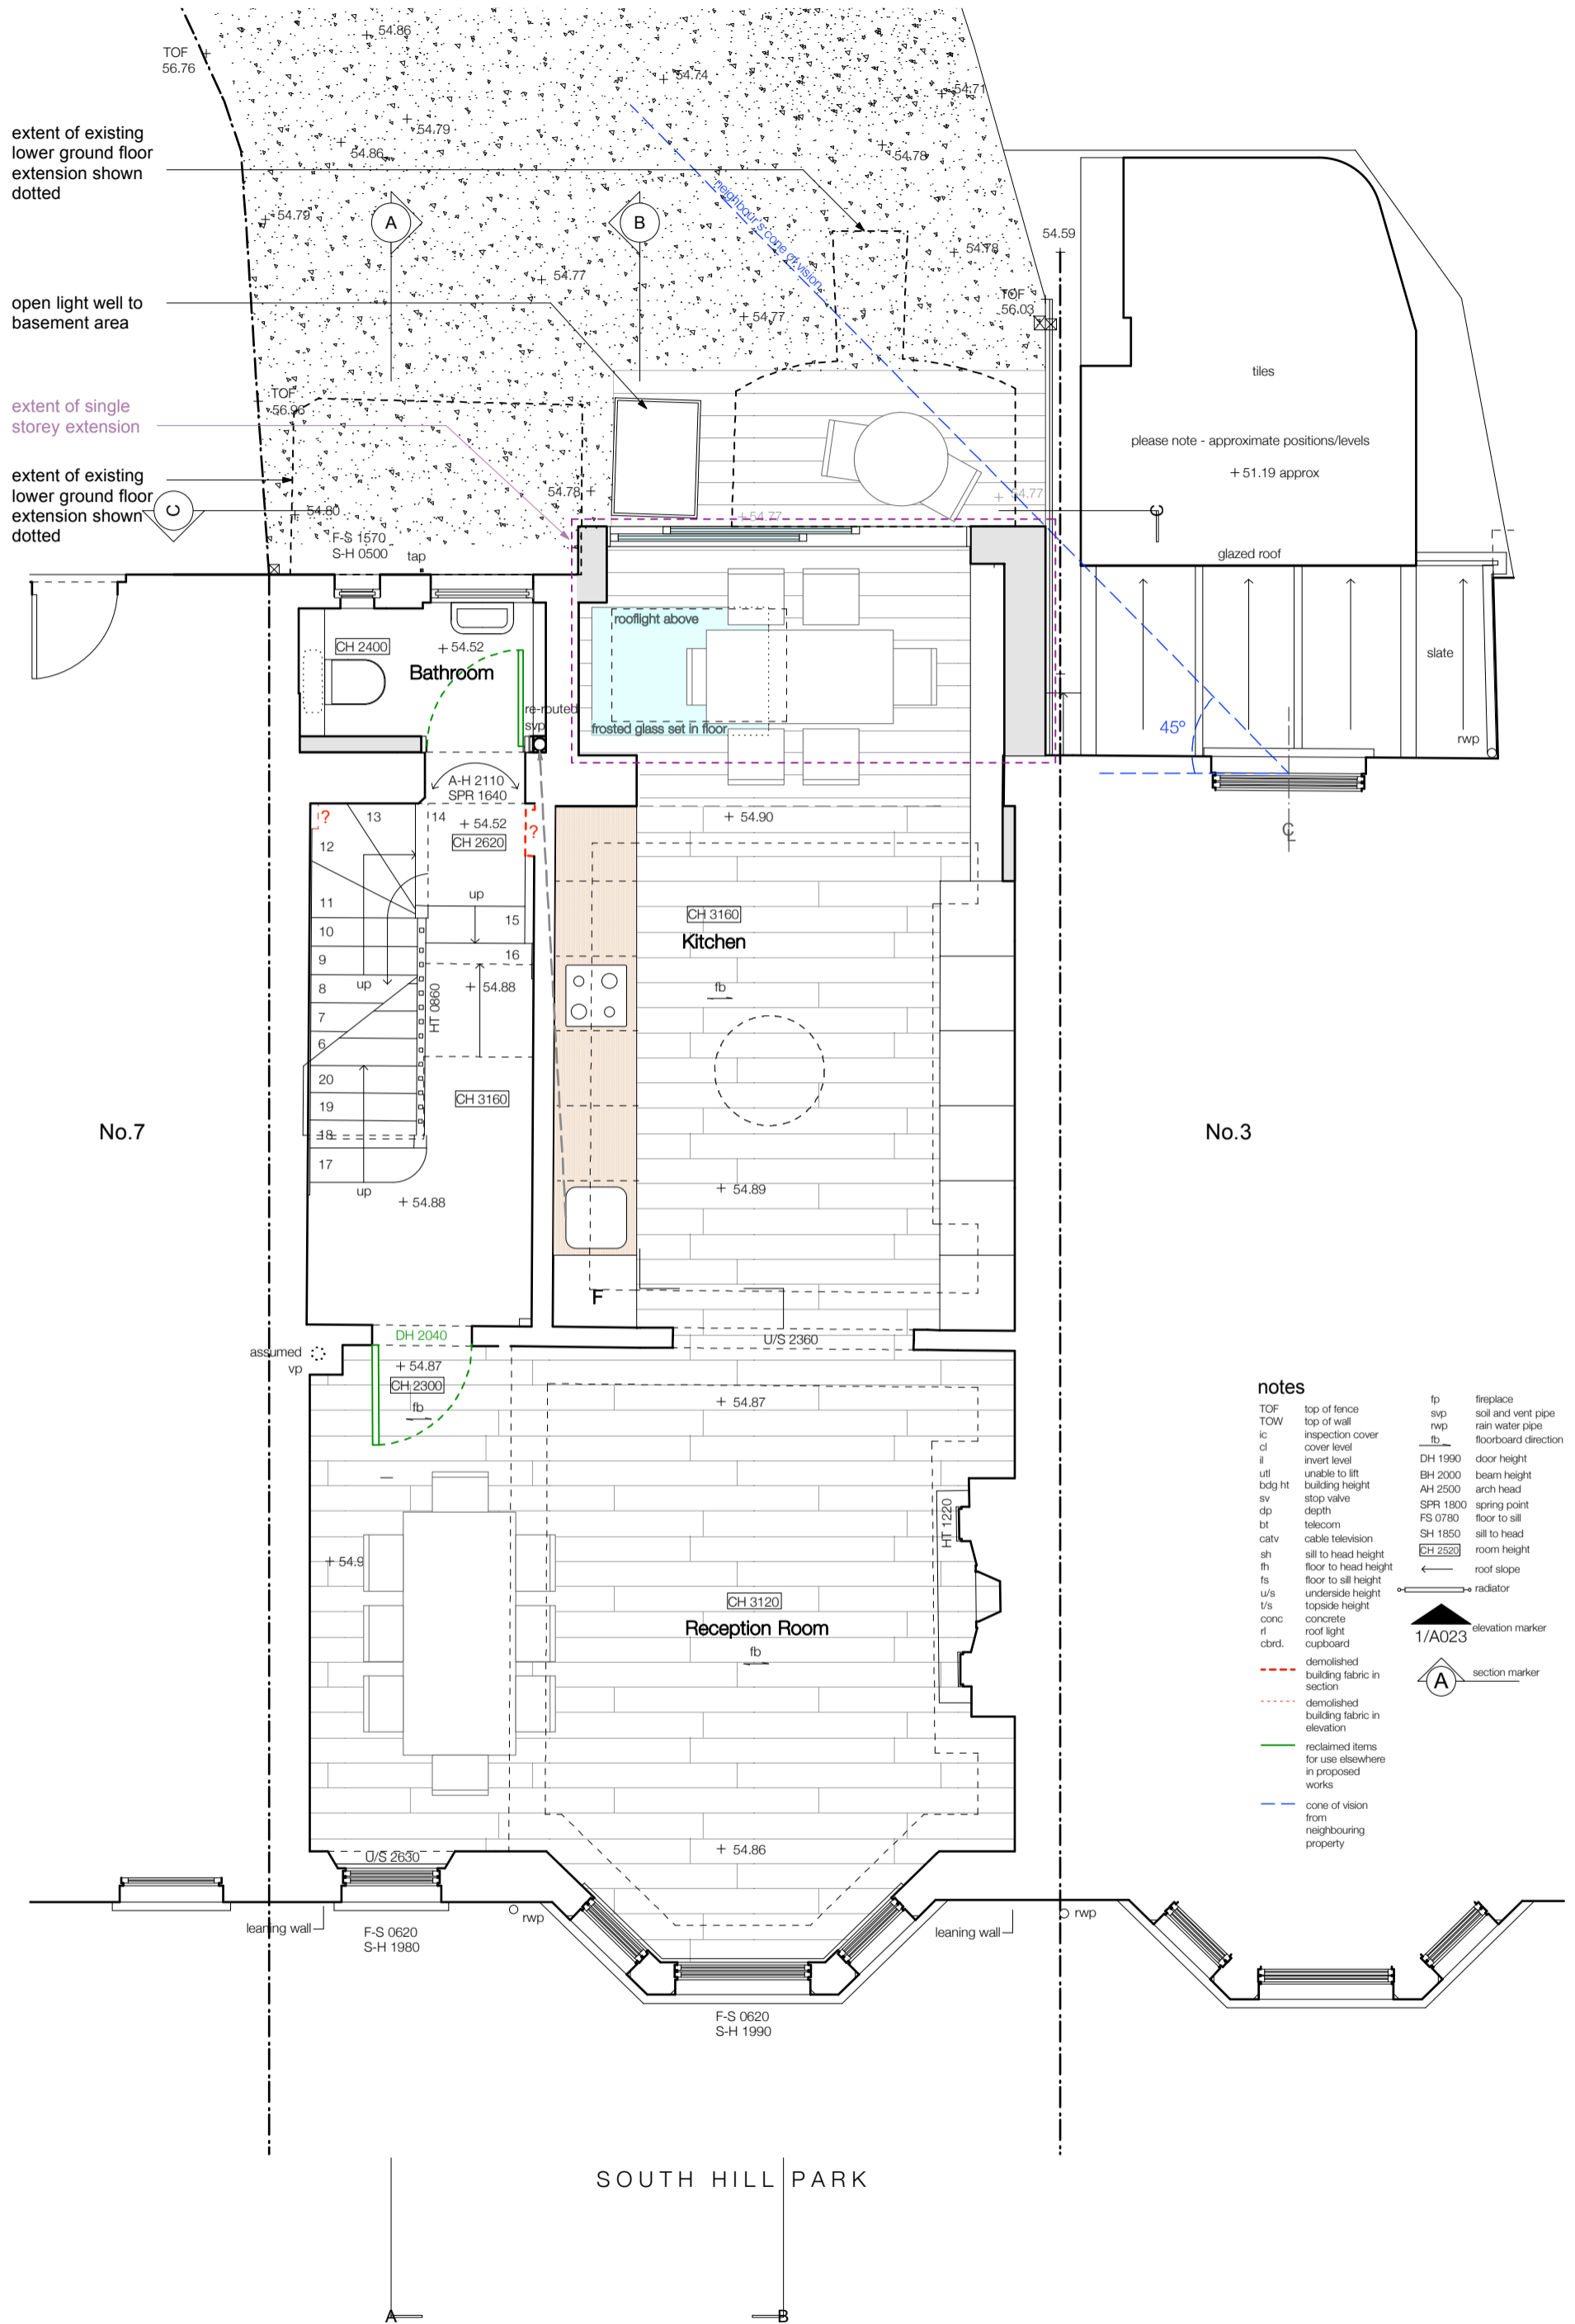 TOF
56.76
54.86
54.74
54.71
extent of existing
lower ground floor
extension shown
dotted
54.79
54.86
54.78
neighbour's cone of vision
54.79
A
B
54.59
54.78
54.77
open light well to
basement area
TOF
56.03
54.77
tiles
TOF
56.96
extent of single
storey extension
please note - approximate positions/levels
51.19 approx
extent of existing
lower ground floor
extension shown
dotted
C
54.80
54.78
54.77
54.77
C
F-S 1570
S-H 0500
tap
glazed roof
rooflight above
CH 2400
54.52
Bathroom
slate
re-routed
svp
frosted glass set in floor
45º
rwp
A-H 2110
SPR 1640
?
13
14
54.52
?
CH 2620
54.90
12
up
11
15
CH 3160
Kitchen
10
9
16
8
up
54.88
fb
7
HT 0860
6
20
19
CH 3160
18
No.7
No.3
17
up
54.88
54.89
F
DH 2040
U/S 2360
assumed
vp
54.87
CH 2300
fb
54.87
54.9
HT 1220
CH 3120
Reception Room
fb
54.86
U/S 2630
leaning wall
F-S 0620
S-H 1980
rwp
leaning wall
rwp
F-S 0620
S-H 1990
notes
TOF top of fence
TOW top of wall
ic inspection cover
cl cover level
il invert level
utl unable to lift
bdg ht building height
sv stop valve
dp depth
bt telecom
catv cable television
sh sill to head height
fh floor to head height
fs floor to sill height
u/s underside height
t/s topside height
conc concrete
rl roof light
cbrd. cupboard
demolished
building fabric in
section
demolished
building fabric in
elevation
reclaimed items
for use elsewhere
in proposed
works
cone of vision
from
neighbouring
property
fp fireplace
svp soil and vent pipe
rwp rain water pipe
fb floorboard direction
DH 1990 door height
BH 2000 beam height
AH 2500 arch head
SPR 1800 spring point
FS 0780 floor to sill
SH 1850 sill to head
CH 2520 room height
roof slope
radiator
1/A023 elevation marker
A section marker
SOUTH HILL PARK
A
B